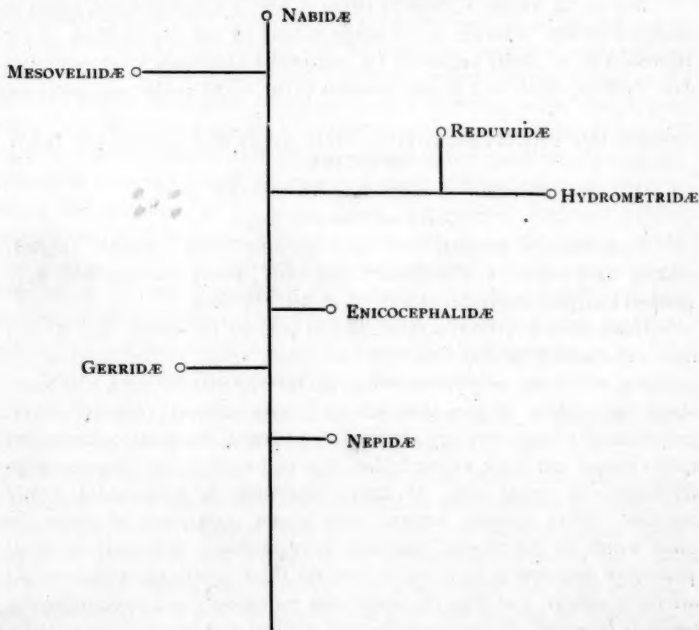 NABIDÆ
MESOVELIIDÆ
REDUVIIDÆ
HYDROMETRIDÆ
ENICOCEPHALIDÆ
GERRIDÆ
NEPIDÆ